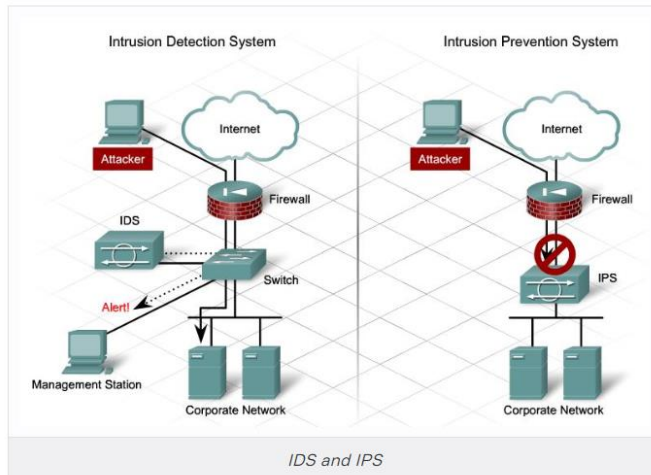 Intrusion Detection System
Internet
Attacker
Firewall
IDS
Switch
Alert!
Management Station
Corporate Network
Intrusion Prevention System
Internet
Attacker
Firewall
IPS
Corporate Network
IDS and IPS